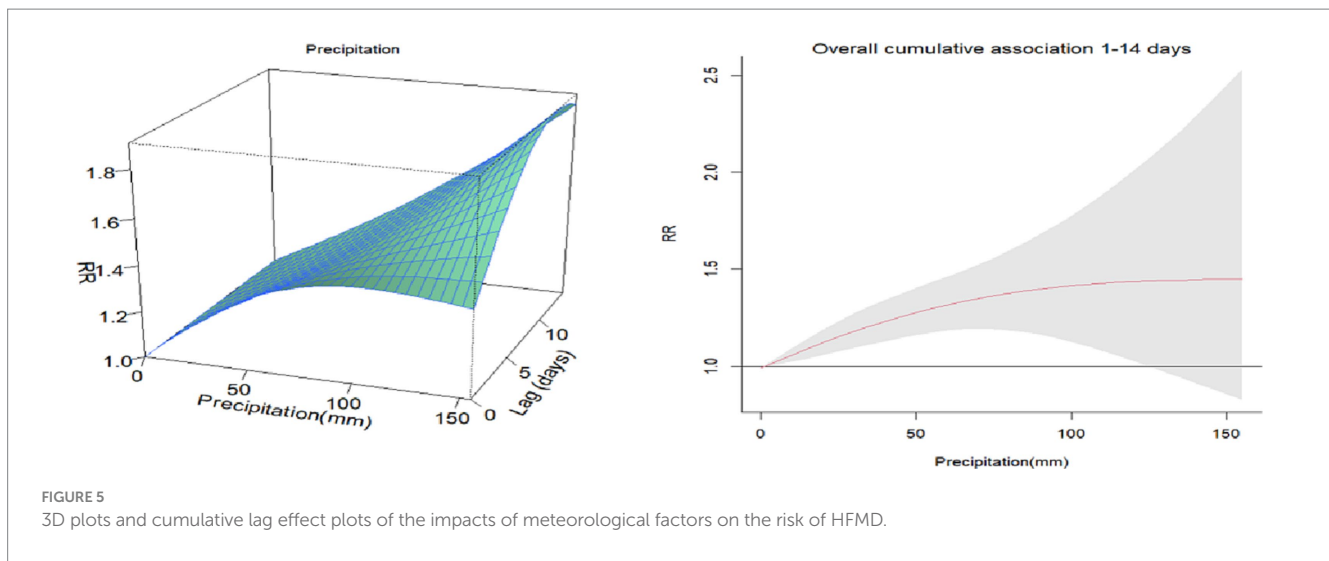 Precipitation
RR
1.8
1.6
1.4
1.2
1.0
0
50
100
150
Precipitation(mm)
0
5
10
Lag (days)
Overall cumulative association 1-14 days
RR
2.5
2.0
1.5
1.0
0
50
100
150
Precipitation(mm)
FIGURE 5
3D plots and cumulative lag effect plots of the impacts of meteorological factors on the risk of HFMD.